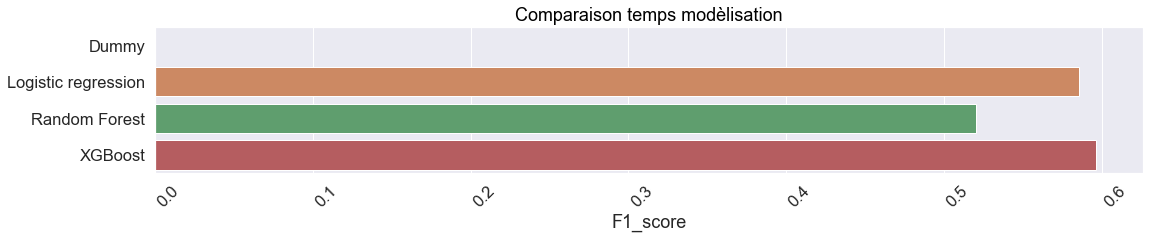 Comparaison temps modèlisation
Dummy
Logistic regression
Random Forest
XGBoost
0.0
0.1
0.2
0.3
0.4
0.5
0.6
F1_score